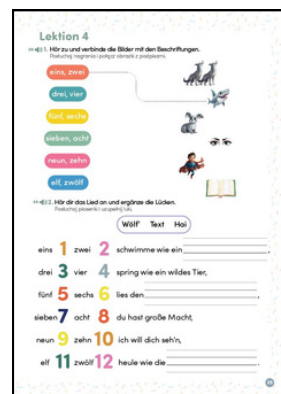 Lektion 4
1. Hör zu und verbinde die Bilder mit den Beschriftungen.
Posłuchaj nagrania i połącz obrazki z podpisami.
eins, zwei
drei, vier
fünf, sechs
sieben, acht
neun, zehn
elf, zwölf
2. Hör dir das Lied an und ergänze die Lücken.
Posłuchaj piosenki i uzupełnij luki.
Wölf' Text Hai
eins 1 zwei 2 schwimme wie ein .
drei 3 vier 4 spring wie ein wildes Tier,
fünf 5 sechs 6 lies den .
sieben 7 acht 8 du hast große Macht,
neun 9 zehn 10 ich will dich seh'n,
elf 11 zwölf 12 heule wie die .